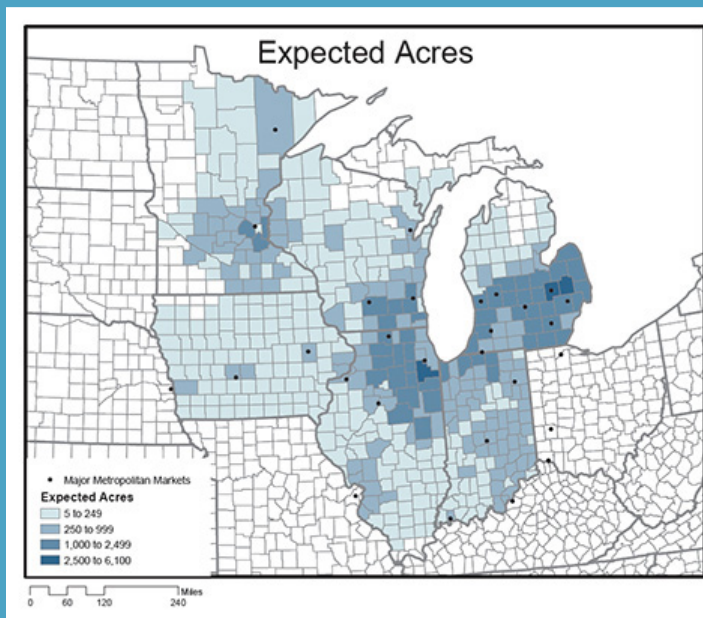 Expected Acres
• Major Metropolitan Markets
Expected Acres
5 to 249
250 to 999
1,000 to 2,499
2,500 to 6,100
Miles
0 30 60 120 240